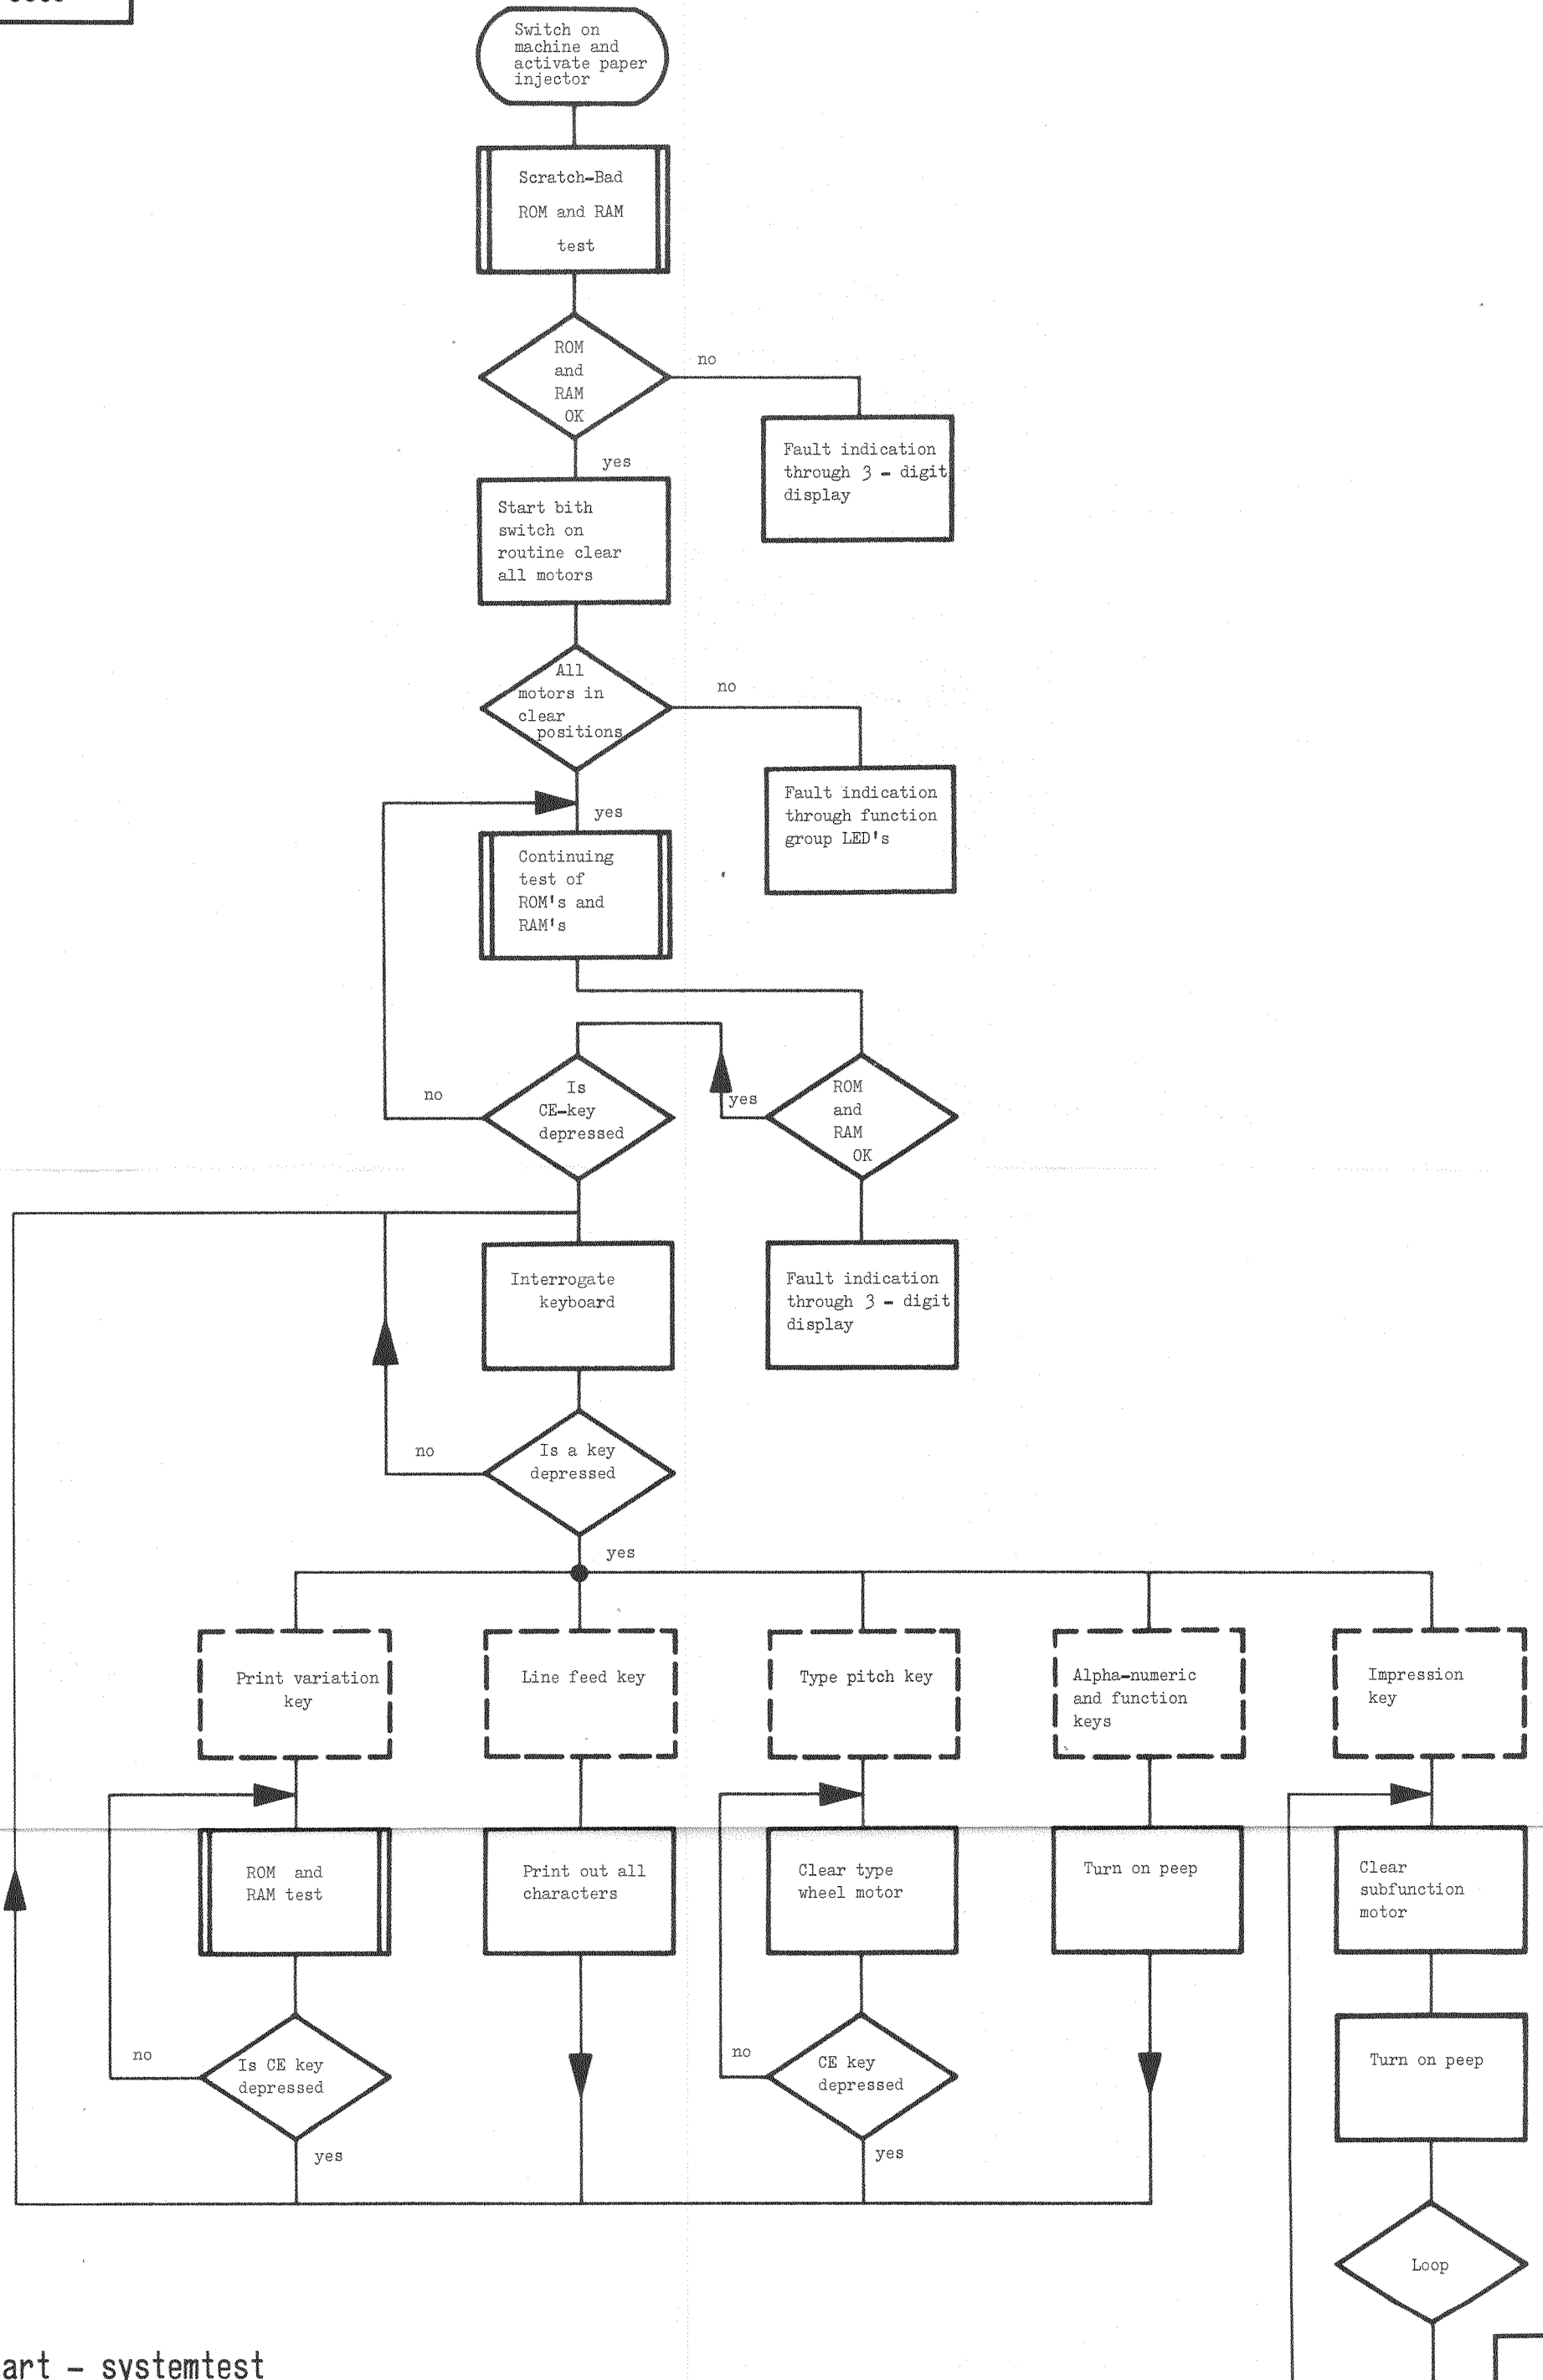 Switch on
machine and
activate paper
injector
Scratch-Bad
ROM and RAM
test
ROM
and
RAM
OK
no
yes
Fault indication
through 3 - digit
display
Start bith
switch on
routine clear
all motors
All
motors in
clear
positions
no
yes
Fault indication
through function
group LED's
Continuing
test of
ROM's and
RAM's
Is
CE-key
depressed
no
yes
ROM
and
RAM
OK
Interrogate
keyboard
Fault indication
through 3 - digit
display
Is a key
depressed
no
yes
Print variation
key
Line feed key
Type pitch key
Alpha-numeric
and function
keys
Impression
key
ROM and
RAM test
Print out all
characters
Clear type
wheel motor
Turn on peep
Clear
subfunction
motor
Is CE key
depressed
no
yes
CE key
depressed
no
yes
Turn on peep
Loop
art - systemtest